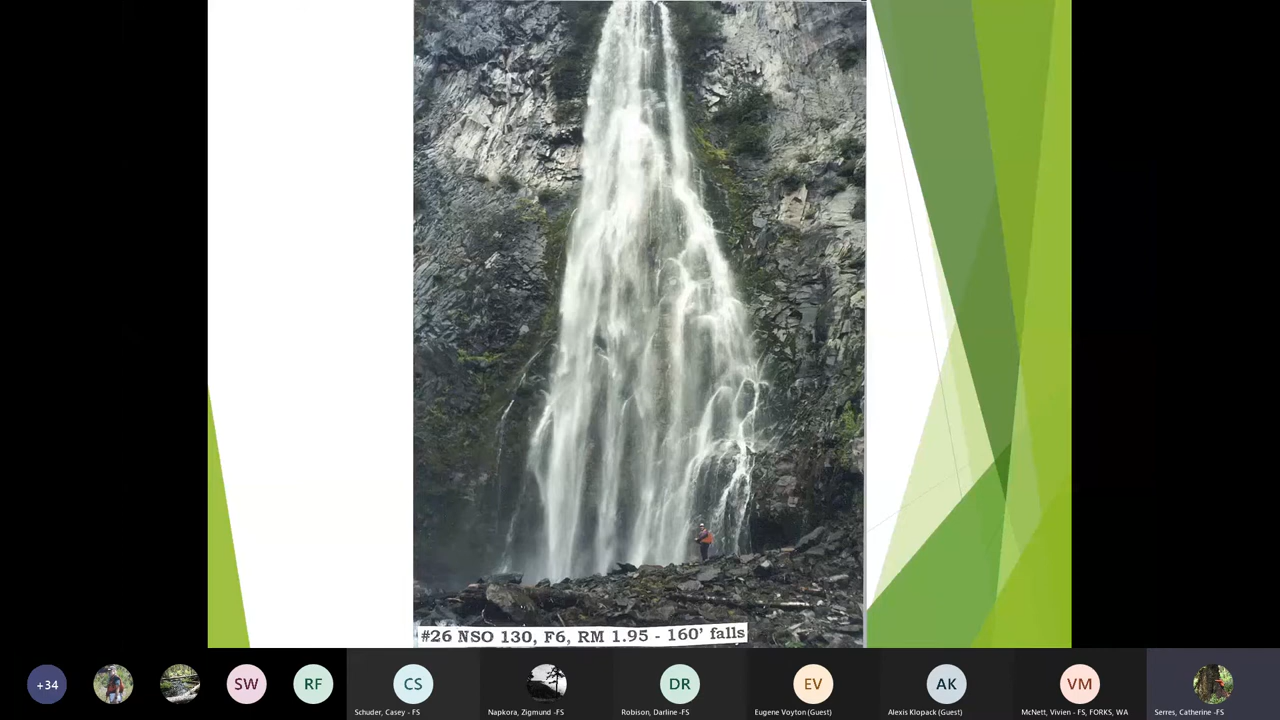 #26 NSO 130, F6, RM 1.95 - 160' falls
+34
SW
RF
CS
DR
EV
AK
VM
Schuder, Casey - FS
Napkora, Zigmund -FS
Robison, Darline -FS
Eugene Voyton (Guest)
Alexis Klopack (Guest)
McNett, Vivien - FS, FORKS, WA
Serres, Catherine -FS